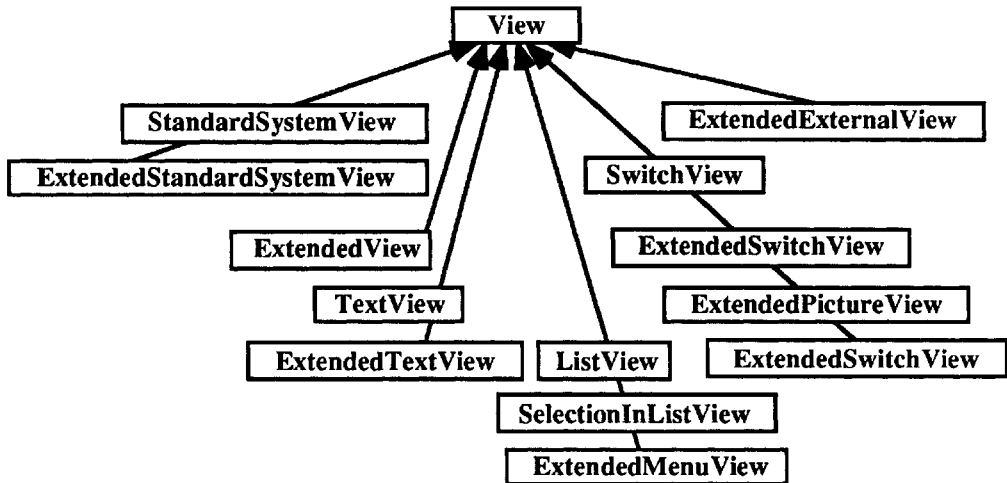 View
StandardSystemView
ExtendedExternalView
ExtendedStandardSystemView
SwitchView
ExtendedView
ExtendedSwitchView
TextView
ExtendedPictureView
ExtendedTextView
ListView
ExtendedSwitchView
SelectionInListView
ExtendedMenuView